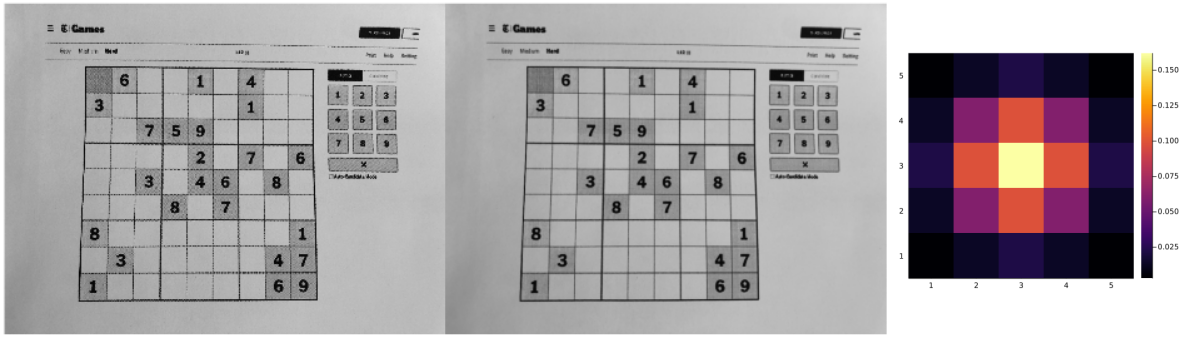 Games
Easy Medium Hard
Print Help Settings
6 1 4
3 1
7 5 9
2 7 6
3 4 6 8
8 7
8 1
3 4 7
1 6 9
1 2 3
4 5 6
7 8 9
X
Auto Candidate Mode
Games
Easy Medium Hard
Print Help Setting
6 1 4
3 1
7 5 9
2 7 6
3 4 6 8
8 7
8 1
3 4 7
1 6 9
1 2 3
4 5 6
7 8 9
X
Auto Candidate Mode
5
4
3
2
1
1 2 3 4 5
0.150
0.125
0.100
0.075
0.050
0.025